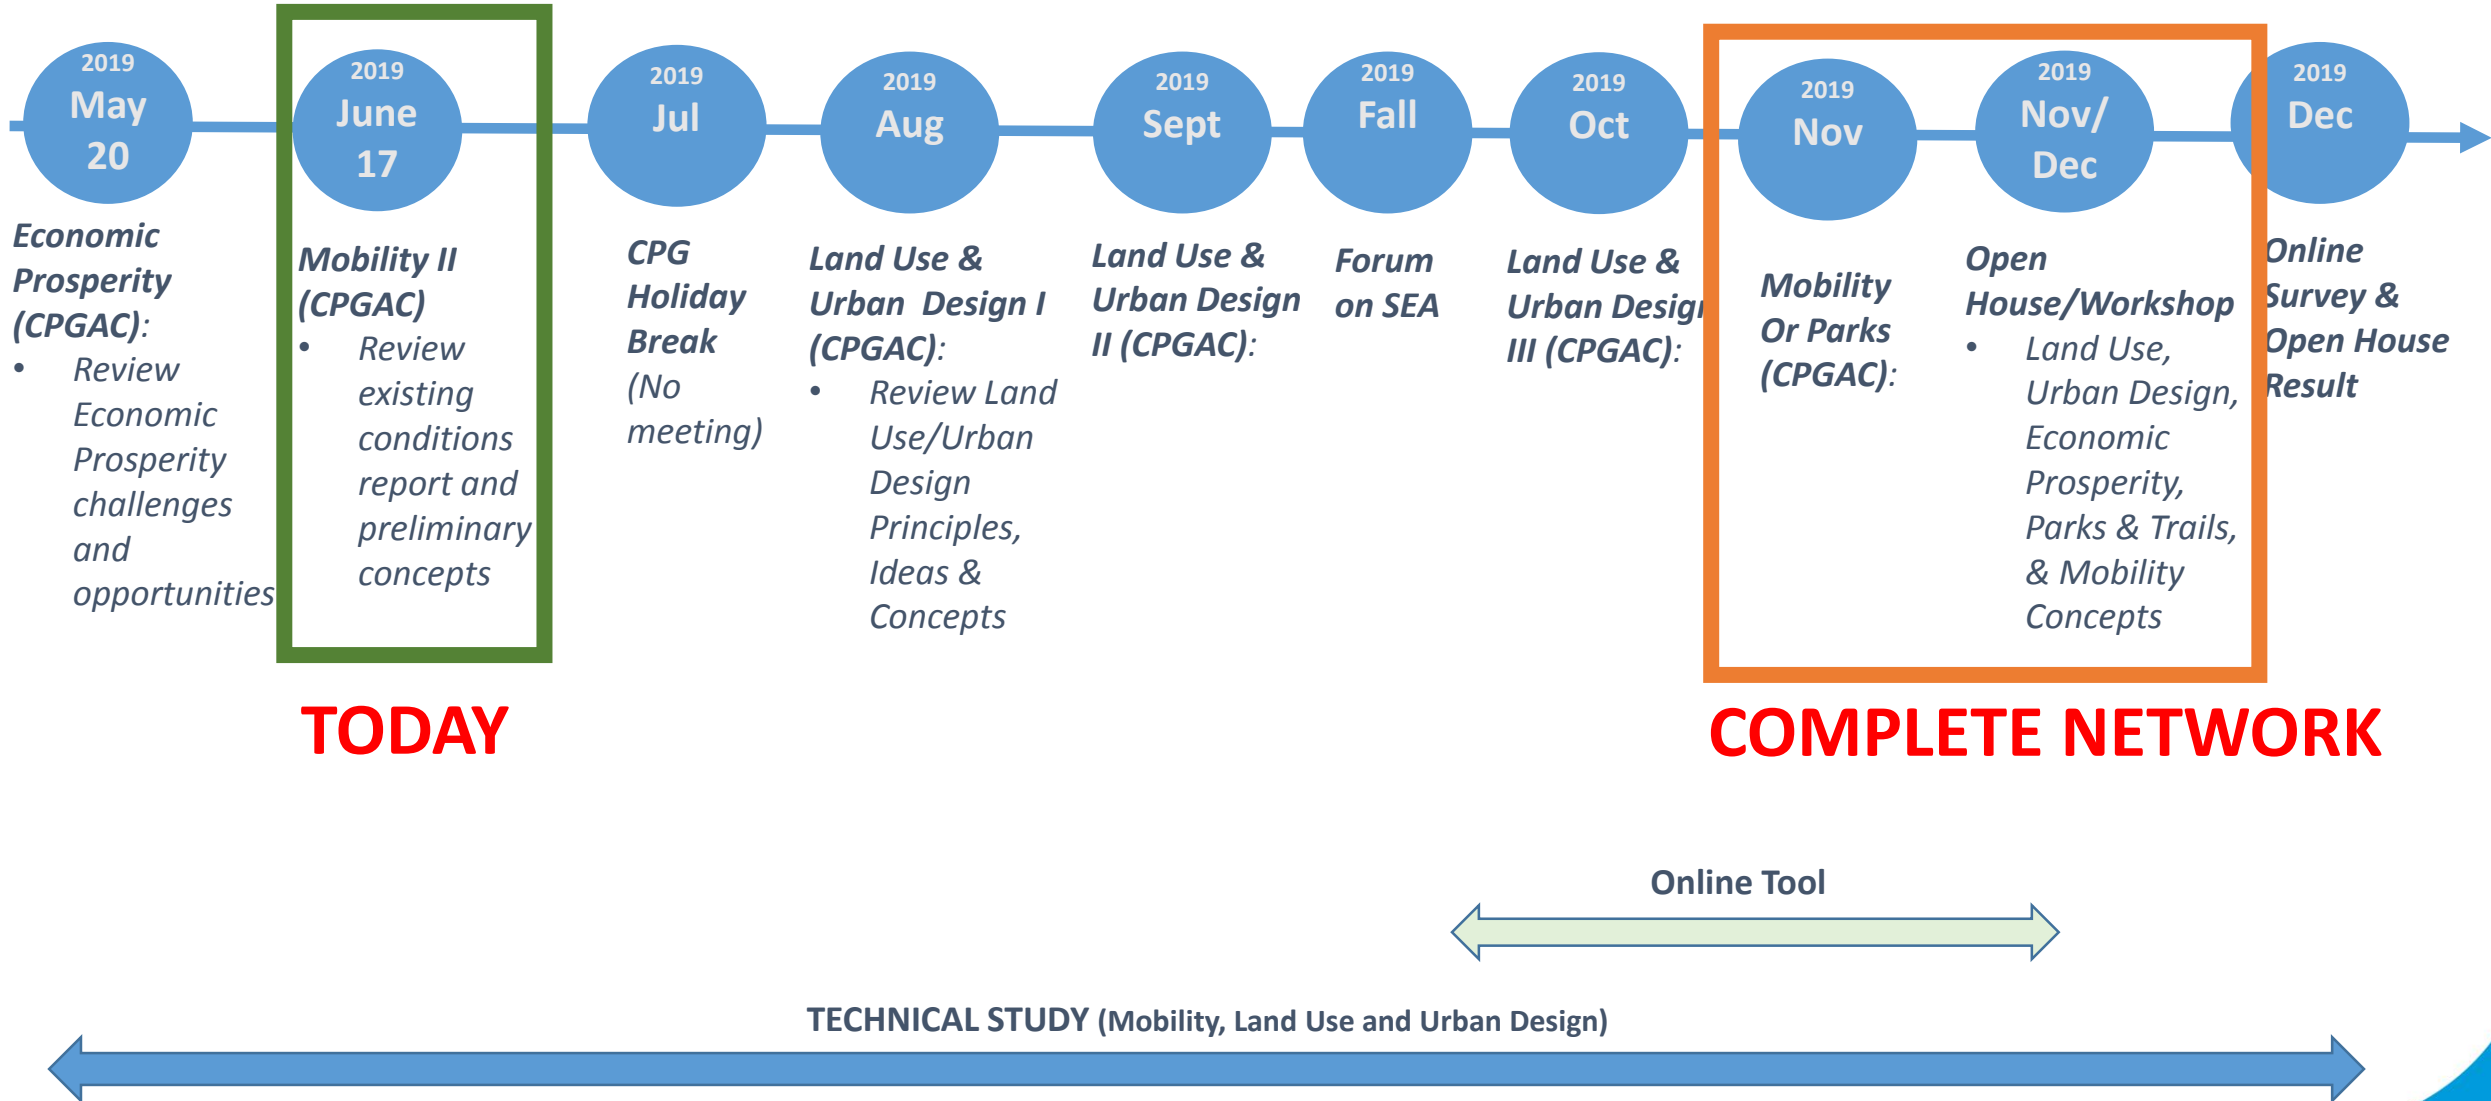 2019
May
20
2019
June
17
2019
Jul
2019
Aug
2019
Sept
2019
Fall
2019
Oct
2019
Nov
2019
Nov/
Dec
2019
Dec
Economic
Prosperity
(CPGAC):
• Review
Economic
Prosperity
challenges
and
opportunities
Mobility II
(CPGAC)
• Review
existing
conditions
report and
preliminary
concepts
CPG
Holiday
Break
(No
meeting)
Land Use &
Urban Design I
(CPGAC):
• Review Land
Use/Urban
Design
Principles,
Ideas &
Concepts
Land Use &
Urban Design
II (CPGAC):
Forum
on SEA
Land Use &
Urban Design
III (CPGAC):
Mobility
Or Parks
(CPGAC):
Open
House/Workshop
• Land Use,
Urban Design,
Economic
Prosperity,
Parks & Trails,
& Mobility
Concepts
Online
Survey &
Open House
Result
TODAY
COMPLETE NETWORK
Online Tool
TECHNICAL STUDY (Mobility, Land Use and Urban Design)